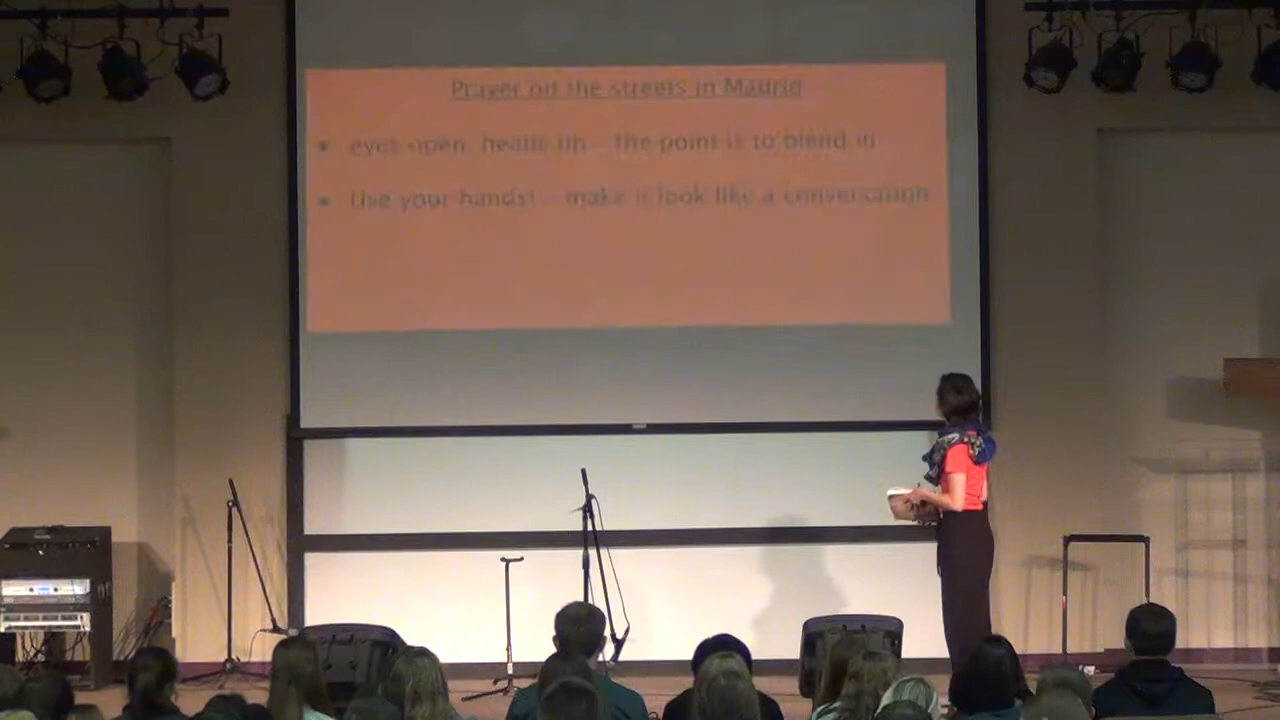 Prayer on the streets in Madrid
• eyes open, heads up – the point is to blend in
• Use your hands! – make it look like a conversation